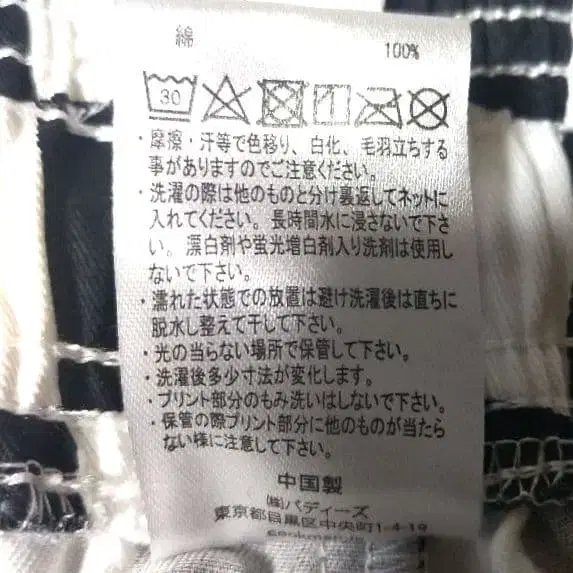 綿 100%
30
・摩擦・汗等で色移り、白化、毛羽立ちする
事がありますのでご注意ください。
・洗濯の際は他のものと分け裏返してネットに
入れてください。長時間水に浸さないで下さ
い。漂白剤や蛍光増白剤入り洗剤は使用し
ないで下さい。
・濡れた状態での放置は避け洗濯後は直ちに
脱水し整えて干して下さい。
・光の当らない場所で保管して下さい。
・洗濯後多少寸法が変化します。
・プリント部分のもみ洗いはしないで下さい。
・保管の際プリント部分に他のものが当たら
ない様に注意して下さい。
中国製
㈱バディーズ
東京都目黒区中央町1-4-19